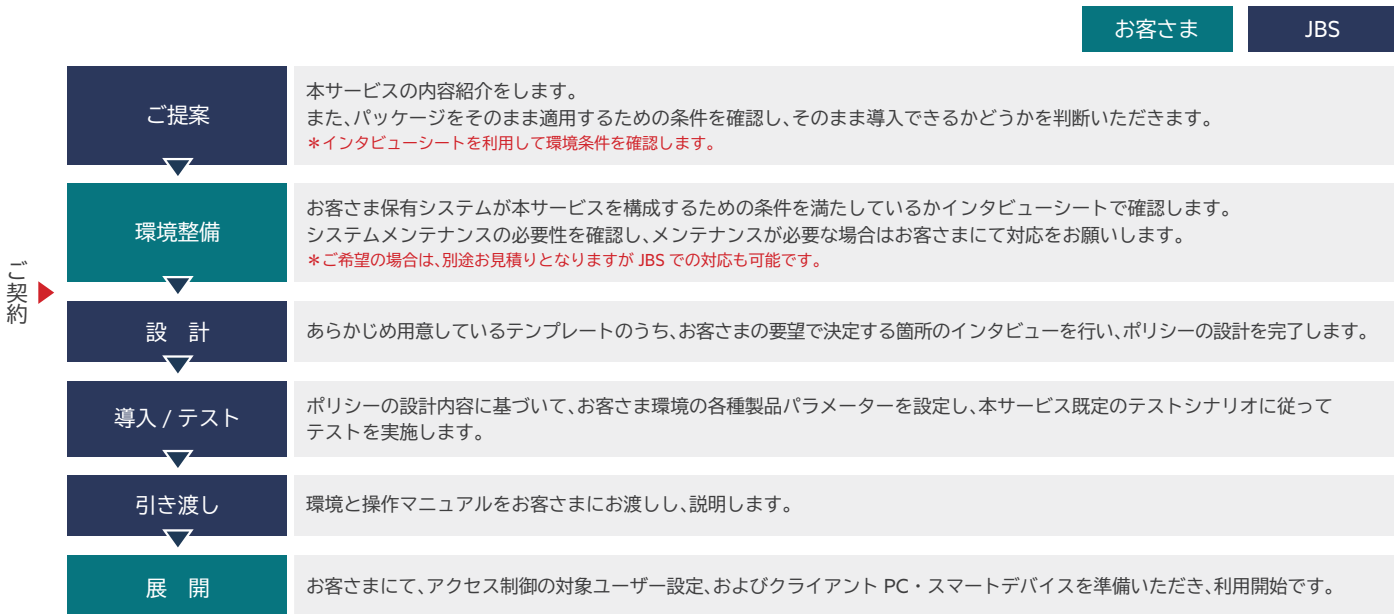 お客さま
JBS
ご提案
本サービスの内容紹介をします。
また、パッケージをそのまま適用するための条件を確認し、そのまま導入できるかどうかを判断いただきます。
＊インタビューシートを利用して環境条件を確認します。
環境整備
お客さま保有システムが本サービスを構成するための条件を満たしているかインタビューシートで確認します。
システムメンテナンスの必要性を確認し、メンテナンスが必要な場合はお客さまにて対応をお願いします。
＊ご希望の場合は、別途お見積りとなりますが JBS での対応も可能です。
ご契約
設　計
あらかじめ用意しているテンプレートのうち、お客さまの要望で決定する箇所のインタビューを行い、ポリシーの設計を完了します。
導入 / テスト
ポリシーの設計内容に基づいて、お客さま環境の各種製品パラメーターを設定し、本サービス既定のテストシナリオに従って
テストを実施します。
引き渡し
環境と操作マニュアルをお客さまにお渡しし、説明します。
展　開
お客さまにて、アクセス制御の対象ユーザー設定、およびクライアント PC・スマートデバイスを準備いただき、利用開始です。